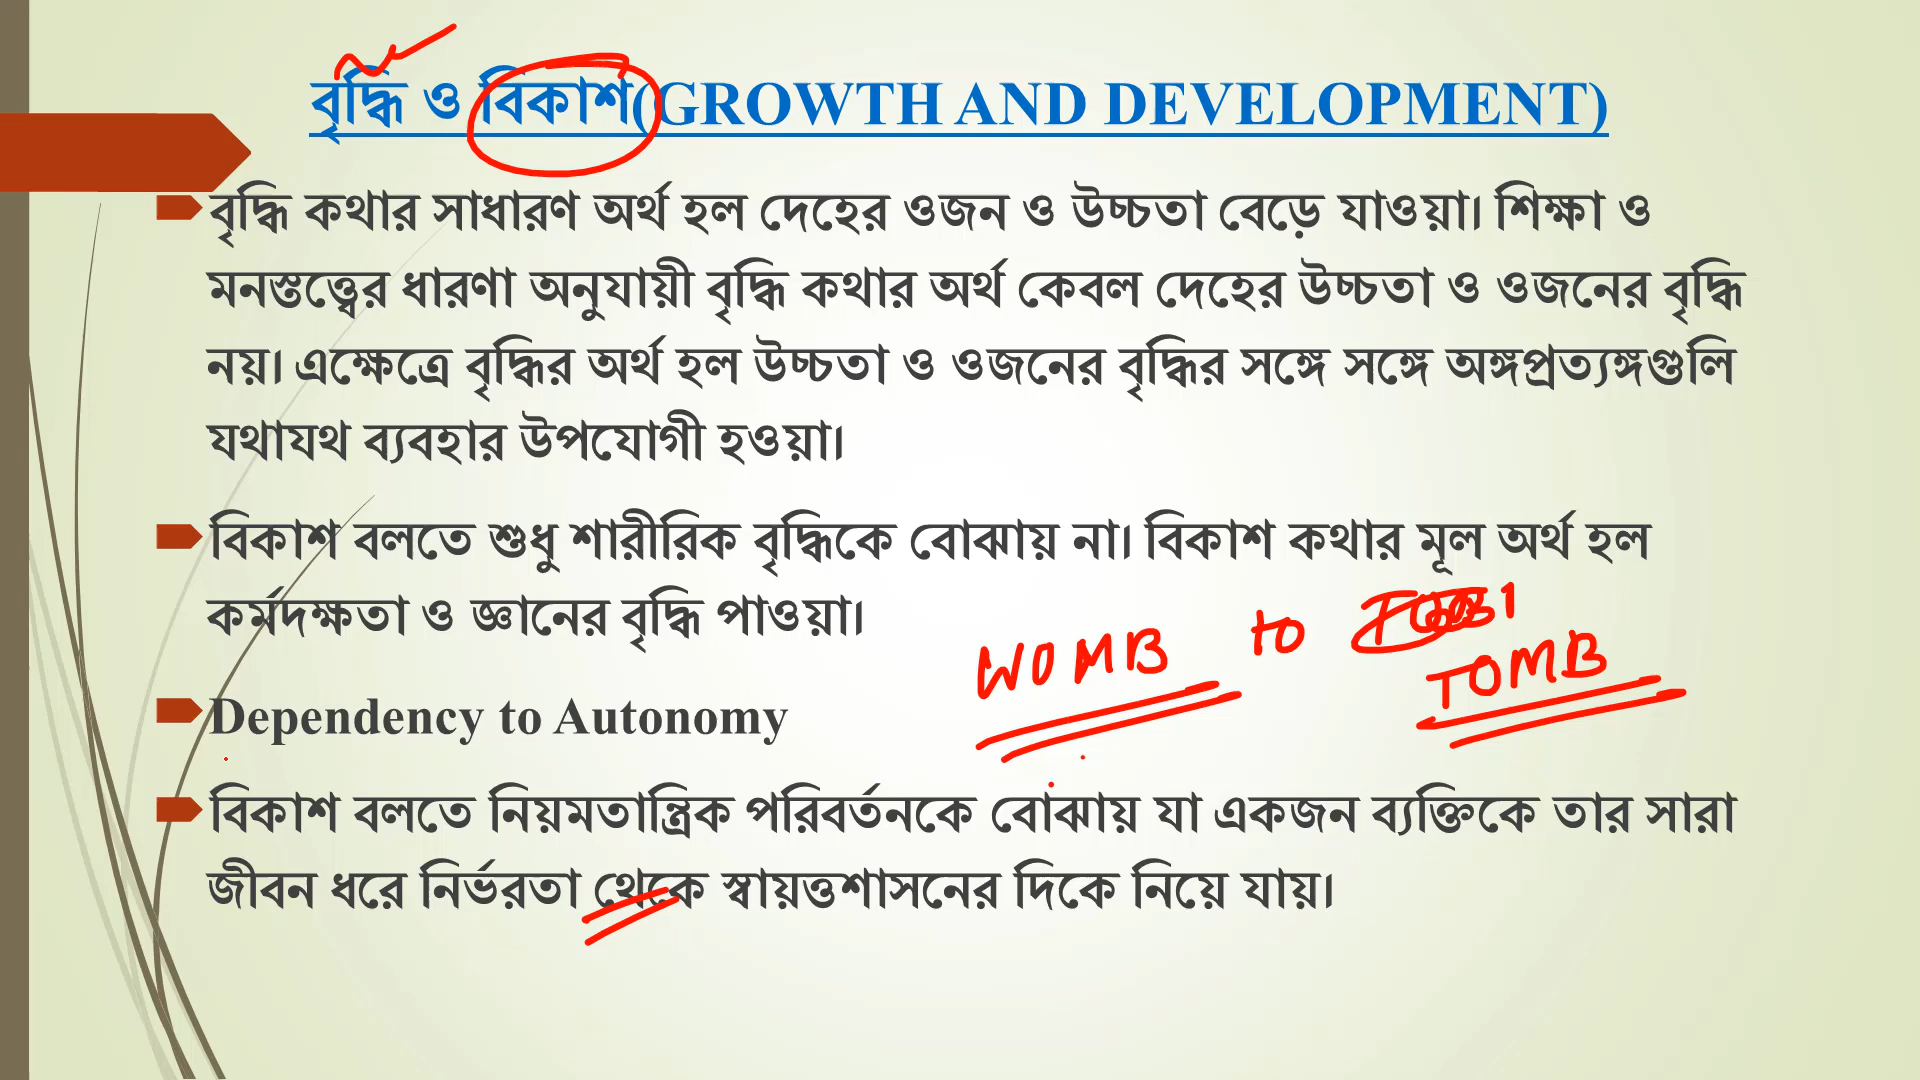 বৃদ্ধি ও বিকাশ(GROWTH AND DEVELOPMENT)
বৃদ্ধি কথার সাধারণ অর্থ হল দেহের ওজন ও উচ্চতা বেড়ে যাওয়া। শিক্ষা ও
মনস্তত্ত্বের ধারণা অনুযায়ী বৃদ্ধি কথার অর্থ কেবল দেহের উচ্চতা ও ওজনের বৃদ্ধি
নয়। এক্ষেত্রে বৃদ্ধির অর্থ হল উচ্চতা ও ওজনের বৃদ্ধির সঙ্গে সঙ্গে অঙ্গপ্রত্যঙ্গগুলি
যথাযথ ব্যবহার উপযোগী হওয়া।
বিকাশ বলতে শুধু শারীরিক বৃদ্ধিকে বোঝায় না। বিকাশ কথার মূল অর্থ হল
কর্মদক্ষতা ও জ্ঞানের বৃদ্ধি পাওয়া।
WOMB to
TOMB
Dependency to Autonomy
বিকাশ বলতে নিয়মতান্ত্রিক পরিবর্তনকে বোঝায় যা একজন ব্যক্তিকে তার সারা
জীবন ধরে নির্ভরতা থেকে স্বায়ত্তশাসনের দিকে নিয়ে যায়।